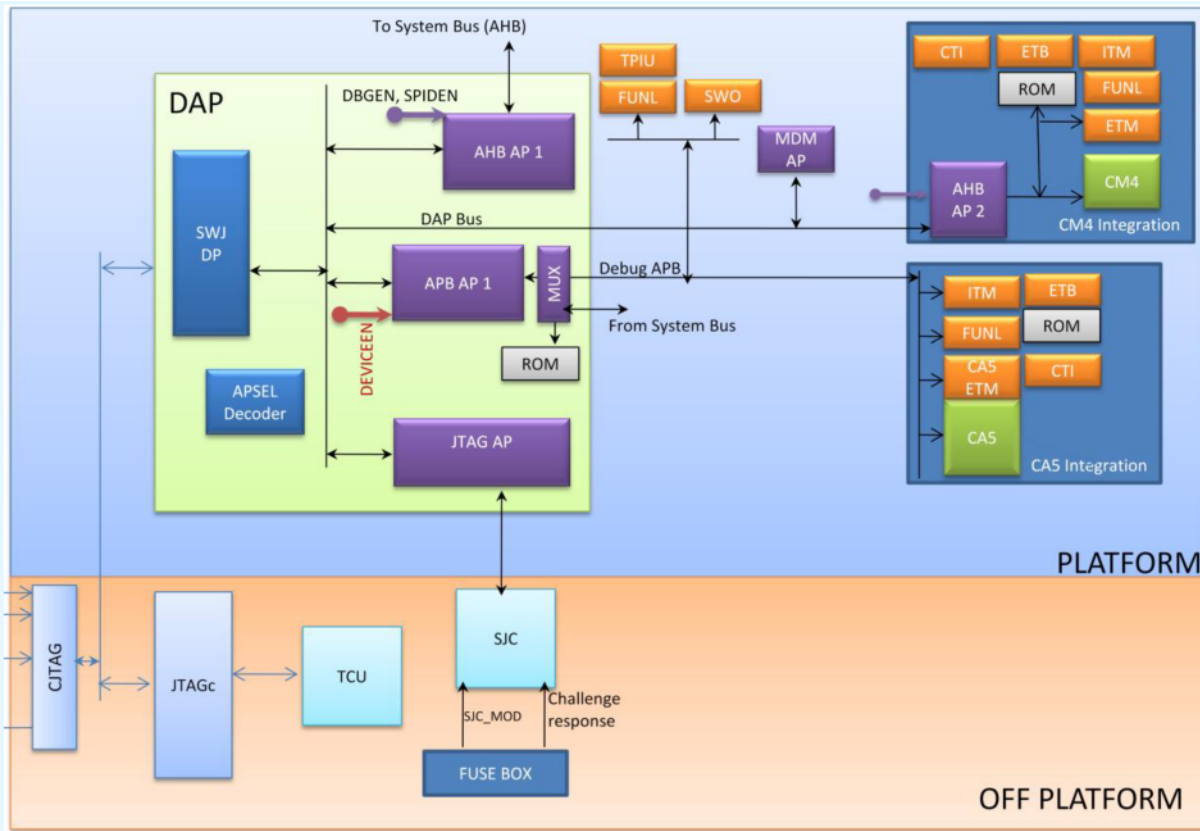 To System Bus (AHB)
DAP
DBGEN, SPIDEN
AHB AP 1
SWJ
DP
DAP Bus
APB AP 1
MUX
DEVICEEN
ROM
APSEL
Decoder
JTAG AP
TPIU
FUNL
SWO
MDM
AP
Debug APB
From System Bus
CTI
ETB
ITM
ROM
FUNL
ETM
AHB
AP 2
CM4
CM4 Integration
ITM
ETB
FUNL
ROM
CA5
ETM
CTI
CA5
CA5 Integration
PLATFORM
CJTAG
JTAGc
TCU
SJC
SJC_MOD
Challenge
response
FUSE BOX
OFF PLATFORM